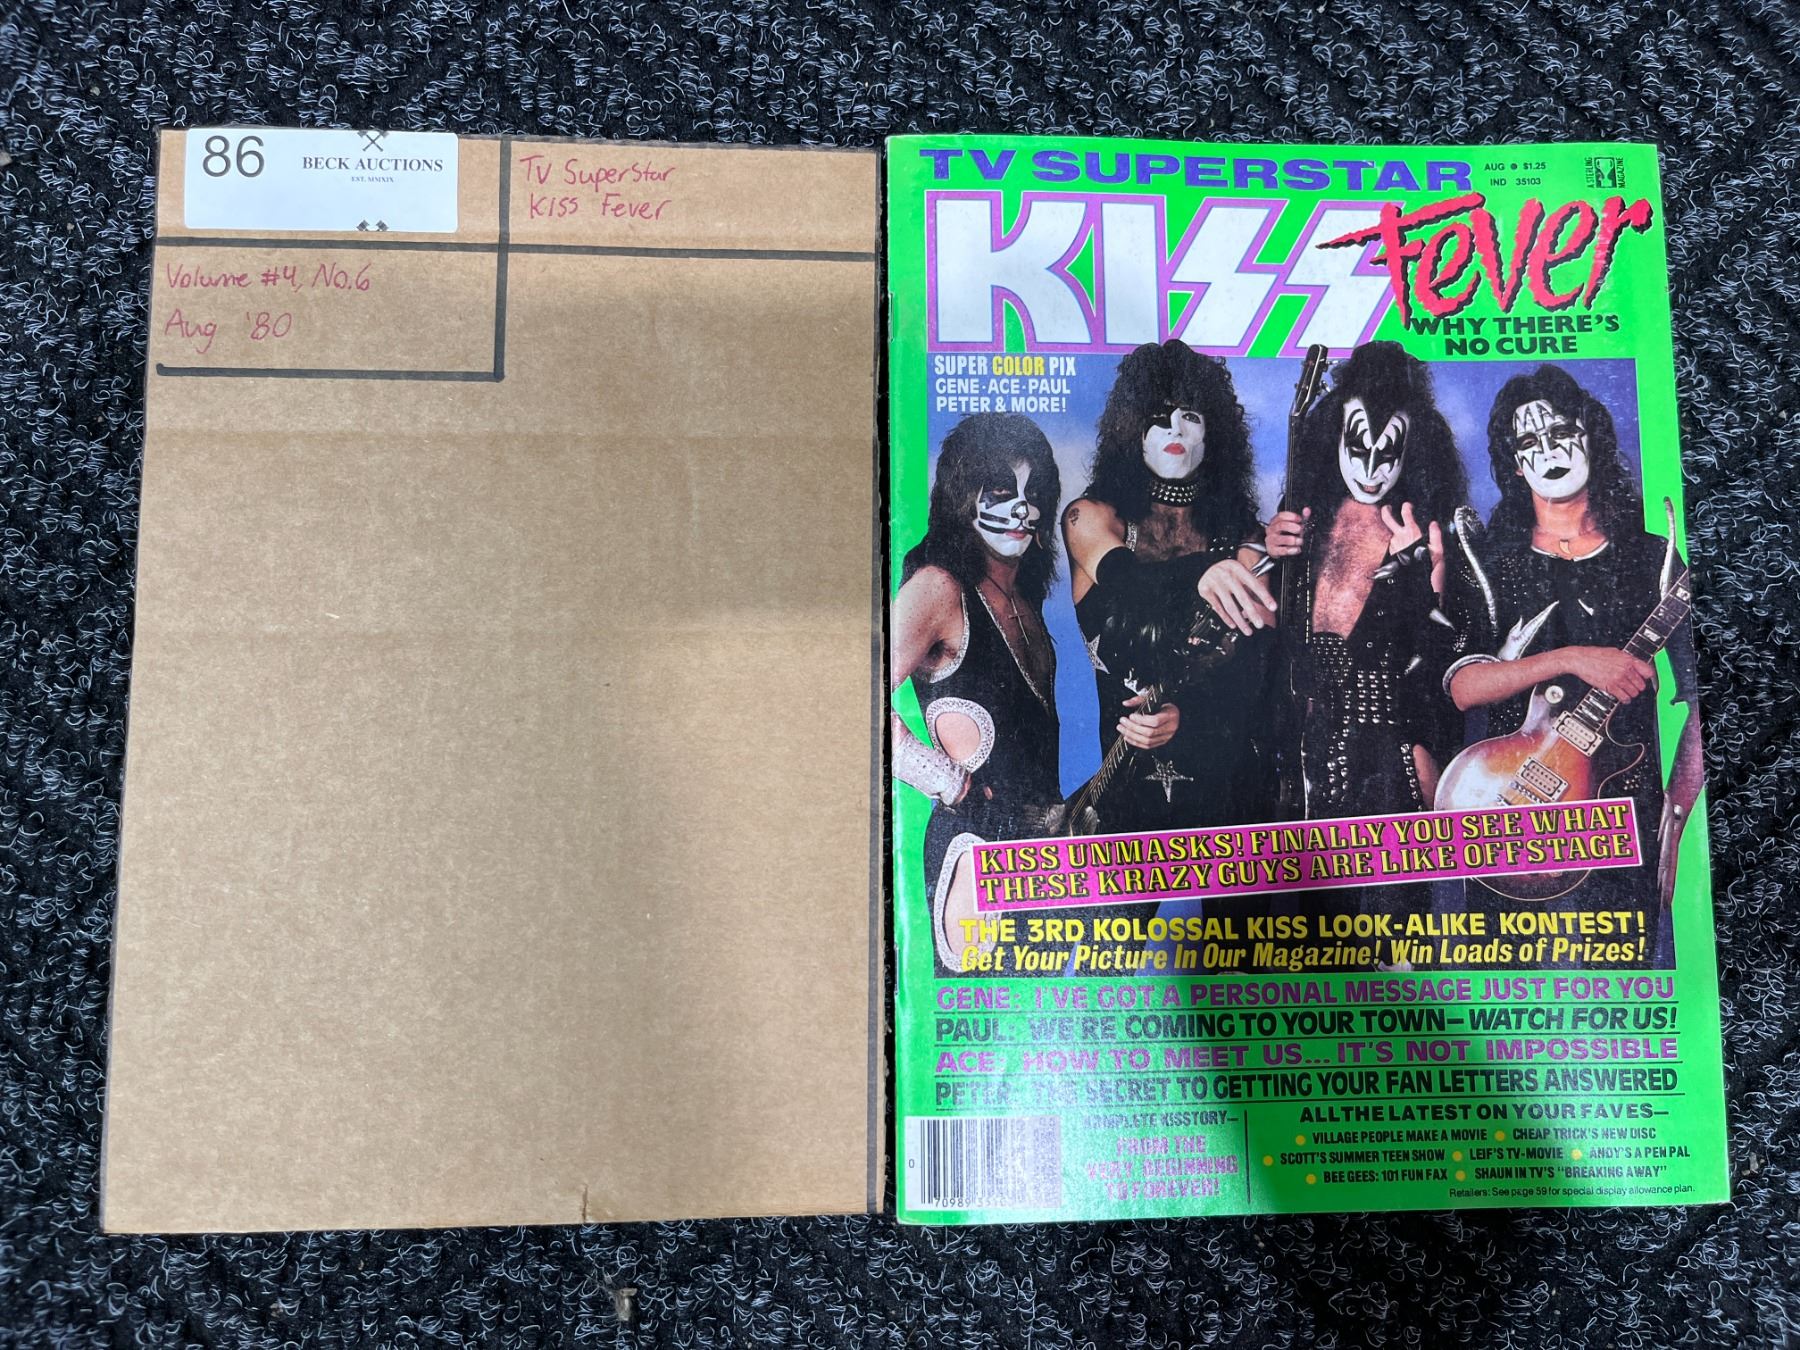 86
BECK AUCTIONS
EST. MMXIX
TV Superstar
Kiss Fever
Volume #4, No.6
Aug '80
TV SUPERSTAR
AUG • $1.25
IND 35103
A STERLING
MAGAZINE
KISS
Fever
WHY THERE'S
NO CURE
SUPER COLOR PIX
GENE·ACE·PAUL
PETER & MORE!
KISS UNMASKS! FINALLY YOU SEE WHAT
THESE KRAZY GUYS ARE LIKE OFFSTAGE
THE 3RD KOLOSSAL KISS LOOK-ALIKE KONTEST!
Get Your Picture In Our Magazine! Win Loads of Prizes!
GENE: I'VE GOT A PERSONAL MESSAGE JUST FOR YOU
PAUL: WE'RE COMING TO YOUR TOWN—WATCH FOR US!
ACE: HOW TO MEET US...IT'S NOT IMPOSSIBLE
PETER: THE SECRET TO GETTING YOUR FAN LETTERS ANSWERED
0
70989
KOMPLETE KISSTORY—
FROM THE
VERY BEGINNING
TO FOREVER!
ALL THE LATEST ON YOUR FAVES—
• VILLAGE PEOPLE MAKE A MOVIE • CHEAP TRICK'S NEW DISC
• SCOTT'S SUMMER TEEN SHOW • LEIF'S TV-MOVIE • ANDY'S A PEN PAL
• BEE GEES: 101 FUN FAX • SHAUN IN TV'S "BREAKING AWAY"
Retailers: See page 59 for special display allowance plan.